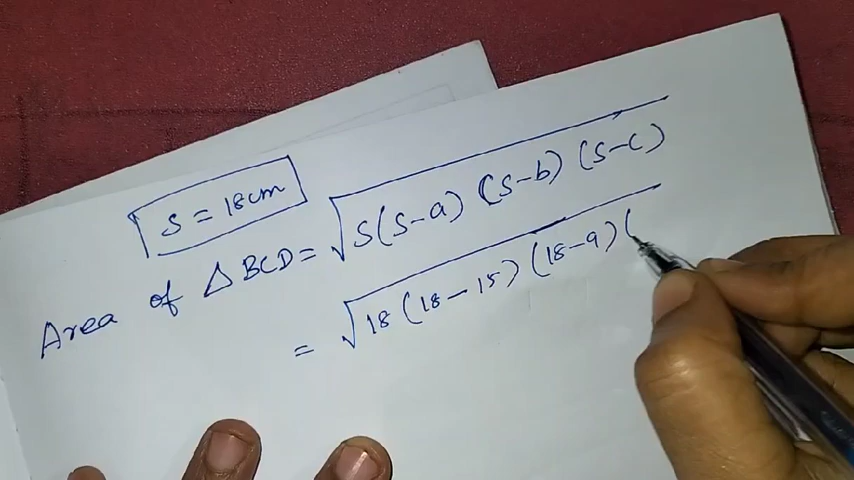 S = 18cm
Area of △BCD = √S(S-a) (S-b) (S-c)
= √18 (18-15) (18-9) (